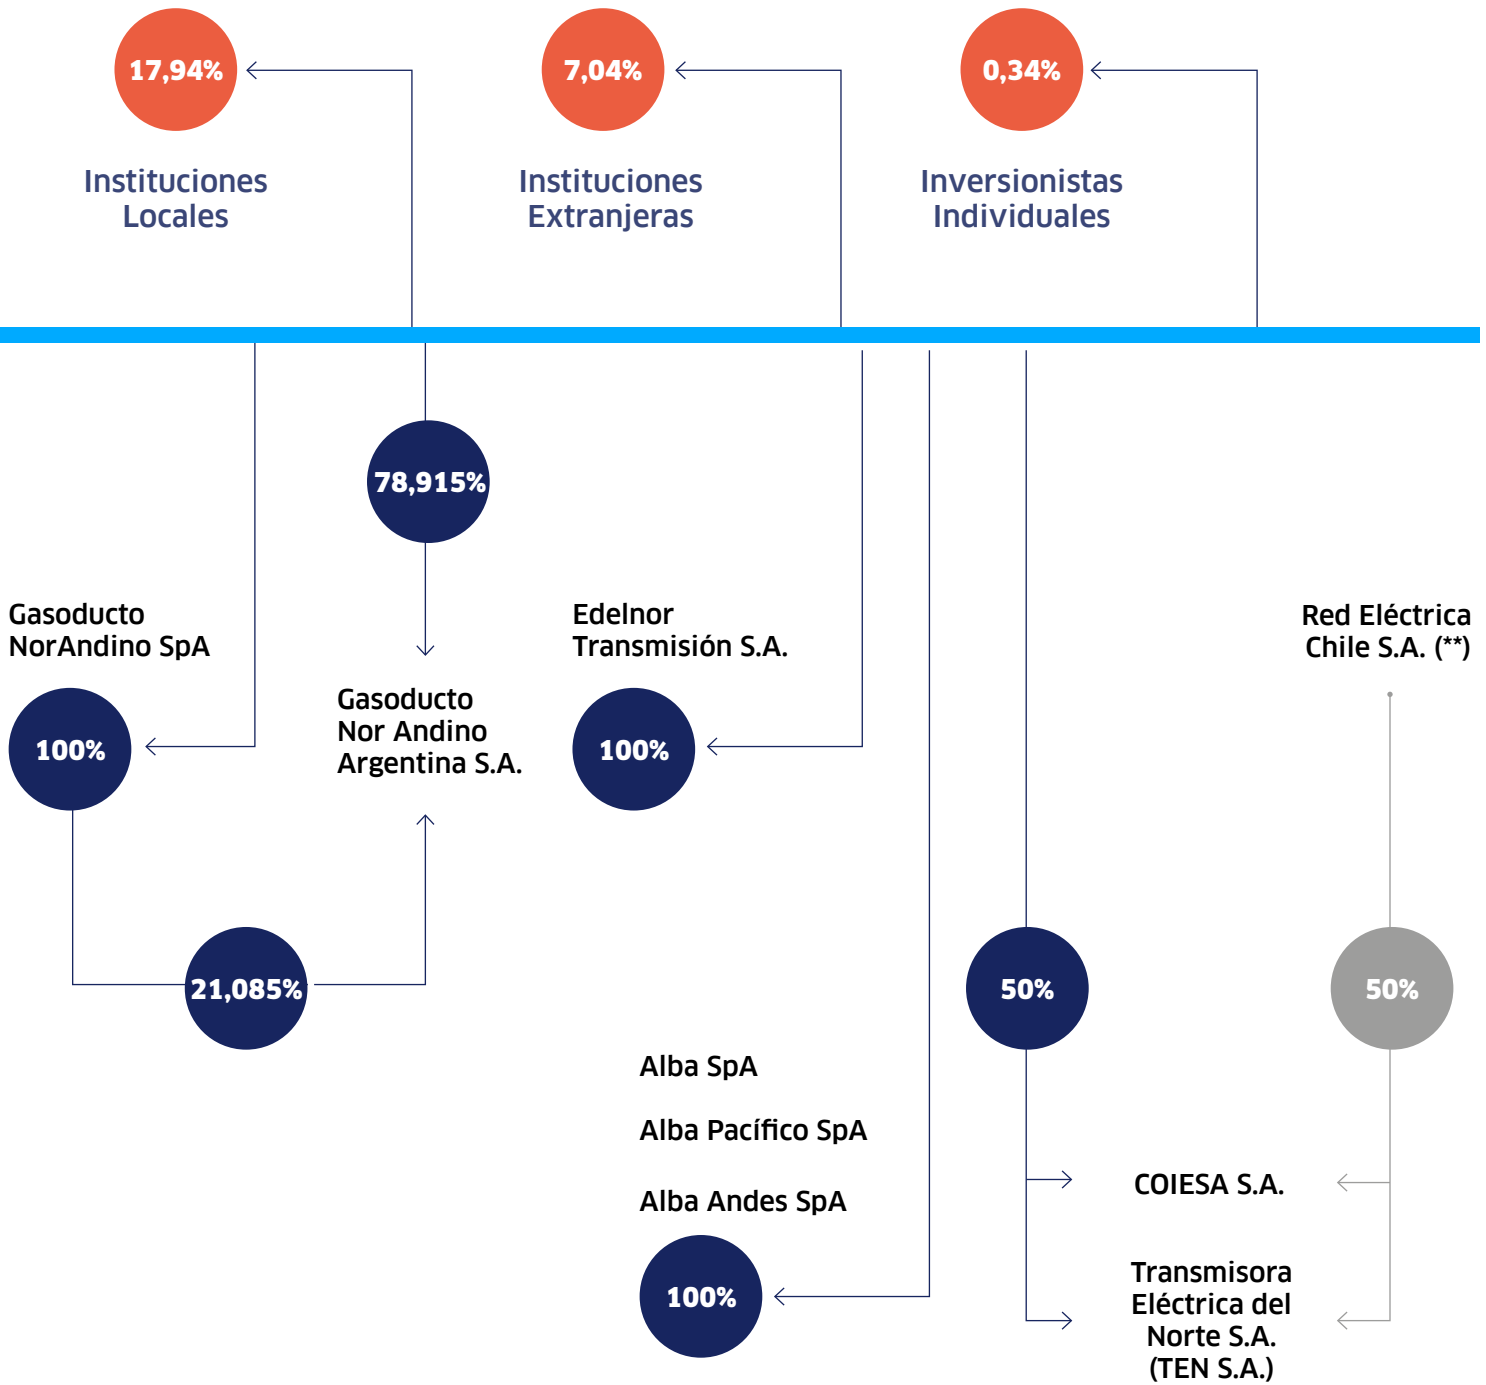 17,94%
Instituciones
Locales
7,04%
Instituciones
Extranjeras
0,34%
Inversionistas
Individuales
78,915%
Gasoducto
NorAndino SpA
100%
Gasoducto
Nor Andino
Argentina S.A.
21,085%
Edelnor
Transmisión S.A.
100%
Alba SpA
Alba Pacífico SpA
Alba Andes SpA
100%
50%
Red Eléctrica
Chile S.A. (**)
50%
COIESA S.A.
Transmisora
Eléctrica del
Norte S.A.
(TEN S.A.)